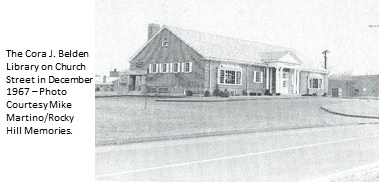 The Cora J. Belden
Library on Church
Street in December
1967 – Photo
Courtesy Mike
Martino/Rocky
Hill Memories.